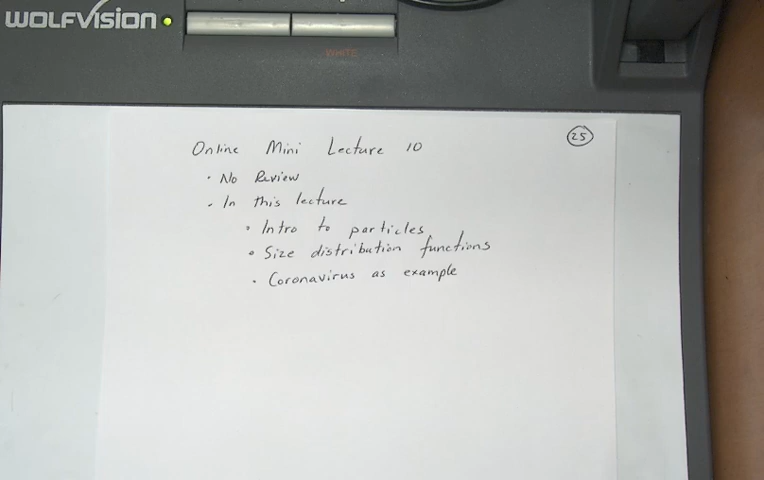 WOLFVISION
WHITE
Online Mini Lecture 10
25
• No Review
• In this lecture
• Intro to particles
• Size distribution functions
• Coronavirus as example